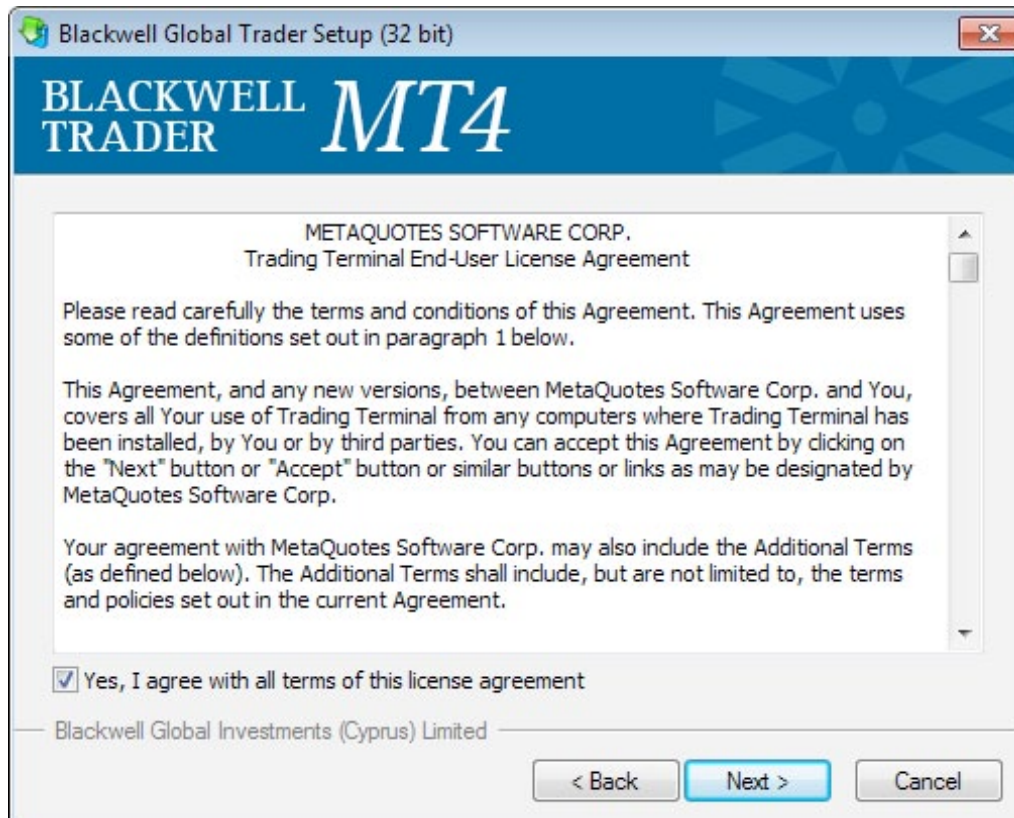 Blackwell Global Trader Setup (32 bit)
BLACKWELL
TRADER
MT4
METAQUOTES SOFTWARE CORP.
Trading Terminal End-User License Agreement
Please read carefully the terms and conditions of this Agreement. This Agreement uses
some of the definitions set out in paragraph 1 below.
This Agreement, and any new versions, between MetaQuotes Software Corp. and You,
covers all Your use of Trading Terminal from any computers where Trading Terminal has
been installed, by You or by third parties. You can accept this Agreement by clicking on
the "Next" button or "Accept" button or similar buttons or links as may be designated by
MetaQuotes Software Corp.
Your agreement with MetaQuotes Software Corp. may also include the Additional Terms
(as defined below). The Additional Terms shall include, but are not limited to, the terms
and policies set out in the current Agreement.
Yes, I agree with all terms of this license agreement
Blackwell Global Investments (Cyprus) Limited
< Back
Next >
Cancel